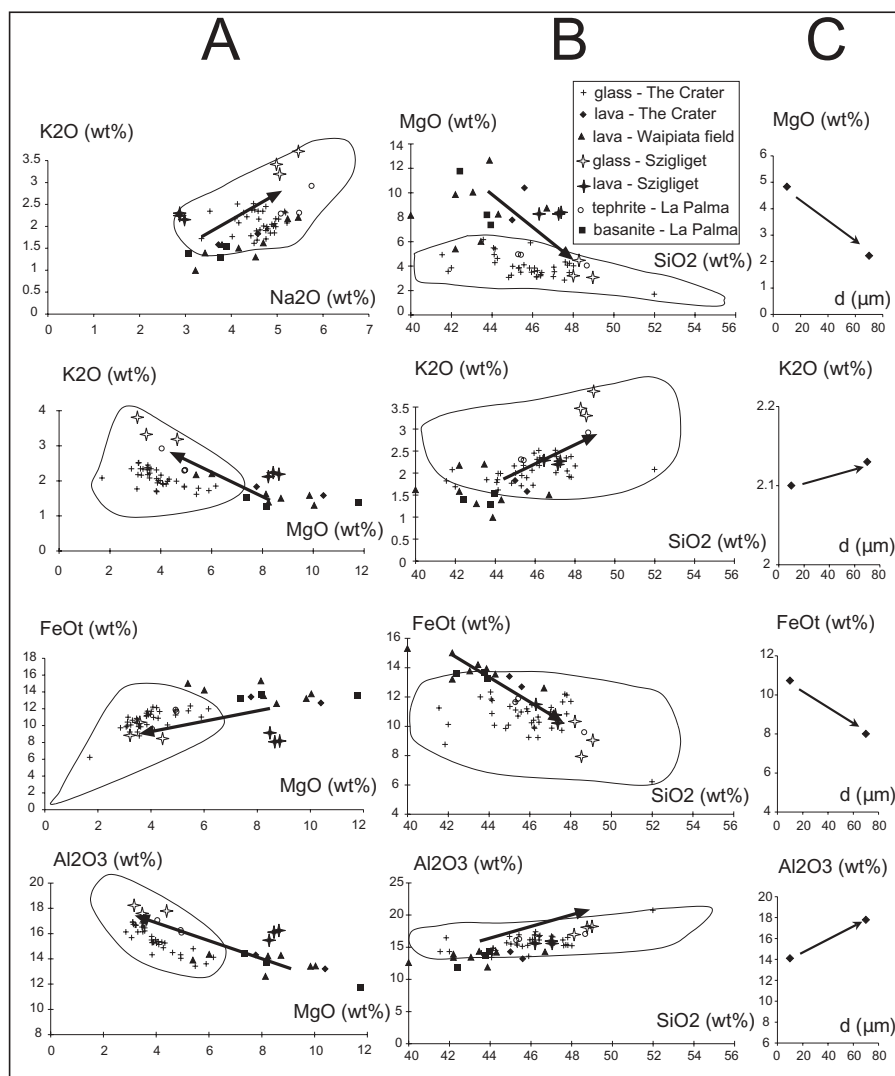 A B C
glass - The Crater
lava - The Crater
lava - Waipiata field
glass - Szigliget
lava - Szigliget
tephrite - La Palma
basanite - La Palma
K2O (wt%)
3.5
3
2.5
2
1.5
1
0.5
0
0 1 2 3 4 5 6 7
Na2O (wt%)
MgO (wt%)
14
12
10
8
6
4
2
0
40 42 44 46 48 50 52 54 56
SiO2 (wt%)
MgO (wt%)
6
5
4
3
2
1
0
0 20 40 60 80
d (µm)
K2O (wt%)
4
3
2
1
0
0 2 4 6 8 10 12
MgO (wt%)
K2O (wt%)
3.5
3
2.5
2
1.5
1
0.5
0
40 42 44 46 48 50 52 54 56
SiO2 (wt%)
K2O (wt%)
2.2
2.1
2
0 20 40 60 80
d (µm)
FeOt (wt%)
18
16
14
12
10
8
6
4
2
0
0 2 4 6 8 10 12
MgO (wt%)
FeOt (wt%)
16
14
12
10
8
6
4
40 42 44 46 48 50 52 54 56
SiO2 (wt%)
FeOt (wt%)
12
10
8
6
4
0 20 40 60 80
d (µm)
Al2O3 (wt%)
20
18
16
14
12
10
8
0 2 4 6 8 10 12
MgO (wt%)
Al2O3 (wt%)
25
20
15
10
5
0
40 42 44 46 48 50 52 54 56
SiO2 (wt%)
Al2O3 (wt%)
20
18
16
14
12
10
8
6
0 20 40 60 80
d (µm)